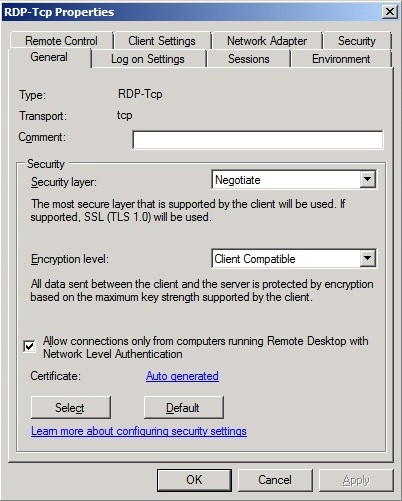 RDP-Tcp Properties
Remote Control Client Settings Network Adapter Security
General Log on Settings Sessions Environment
Type: RDP-Tcp
Transport: tcp
Comment:
Security
Security layer: Negotiate
The most secure layer that is supported by the client will be used. If
supported, SSL (TLS 1.0) will be used.
Encryption level: Client Compatible
All data sent between the client and the server is protected by encryption
based on the maximum key strength supported by the client.
Allow connections only from computers running Remote Desktop with
Network Level Authentication
Certificate: Auto generated
Select Default
Learn more about configuring security settings
OK Cancel Apply